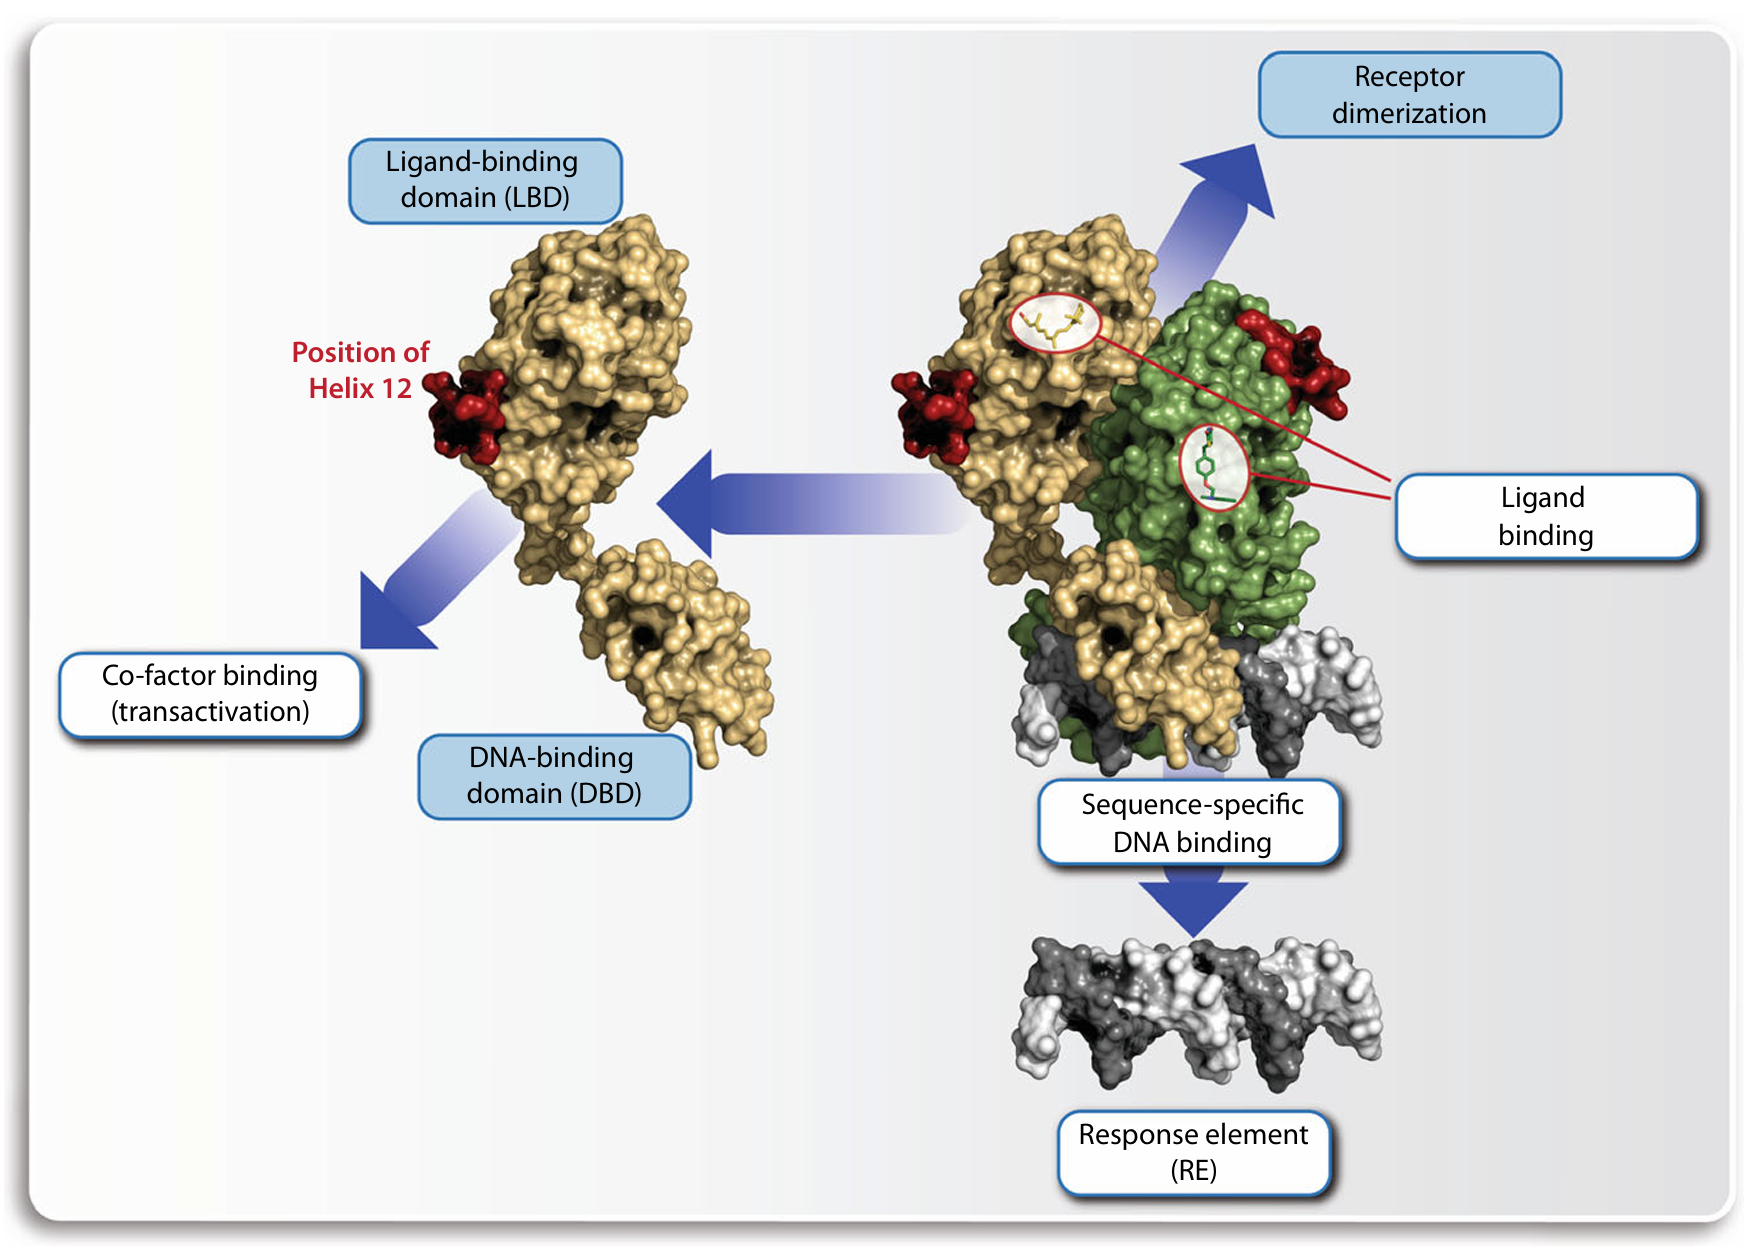 Receptor
dimerization
Ligand-binding
domain (LBD)
Position of
Helix 12
Ligand
binding
Co-factor binding
(transactivation)
DNA-binding
domain (DBD)
Sequence-specific
DNA binding
Response element
(RE)